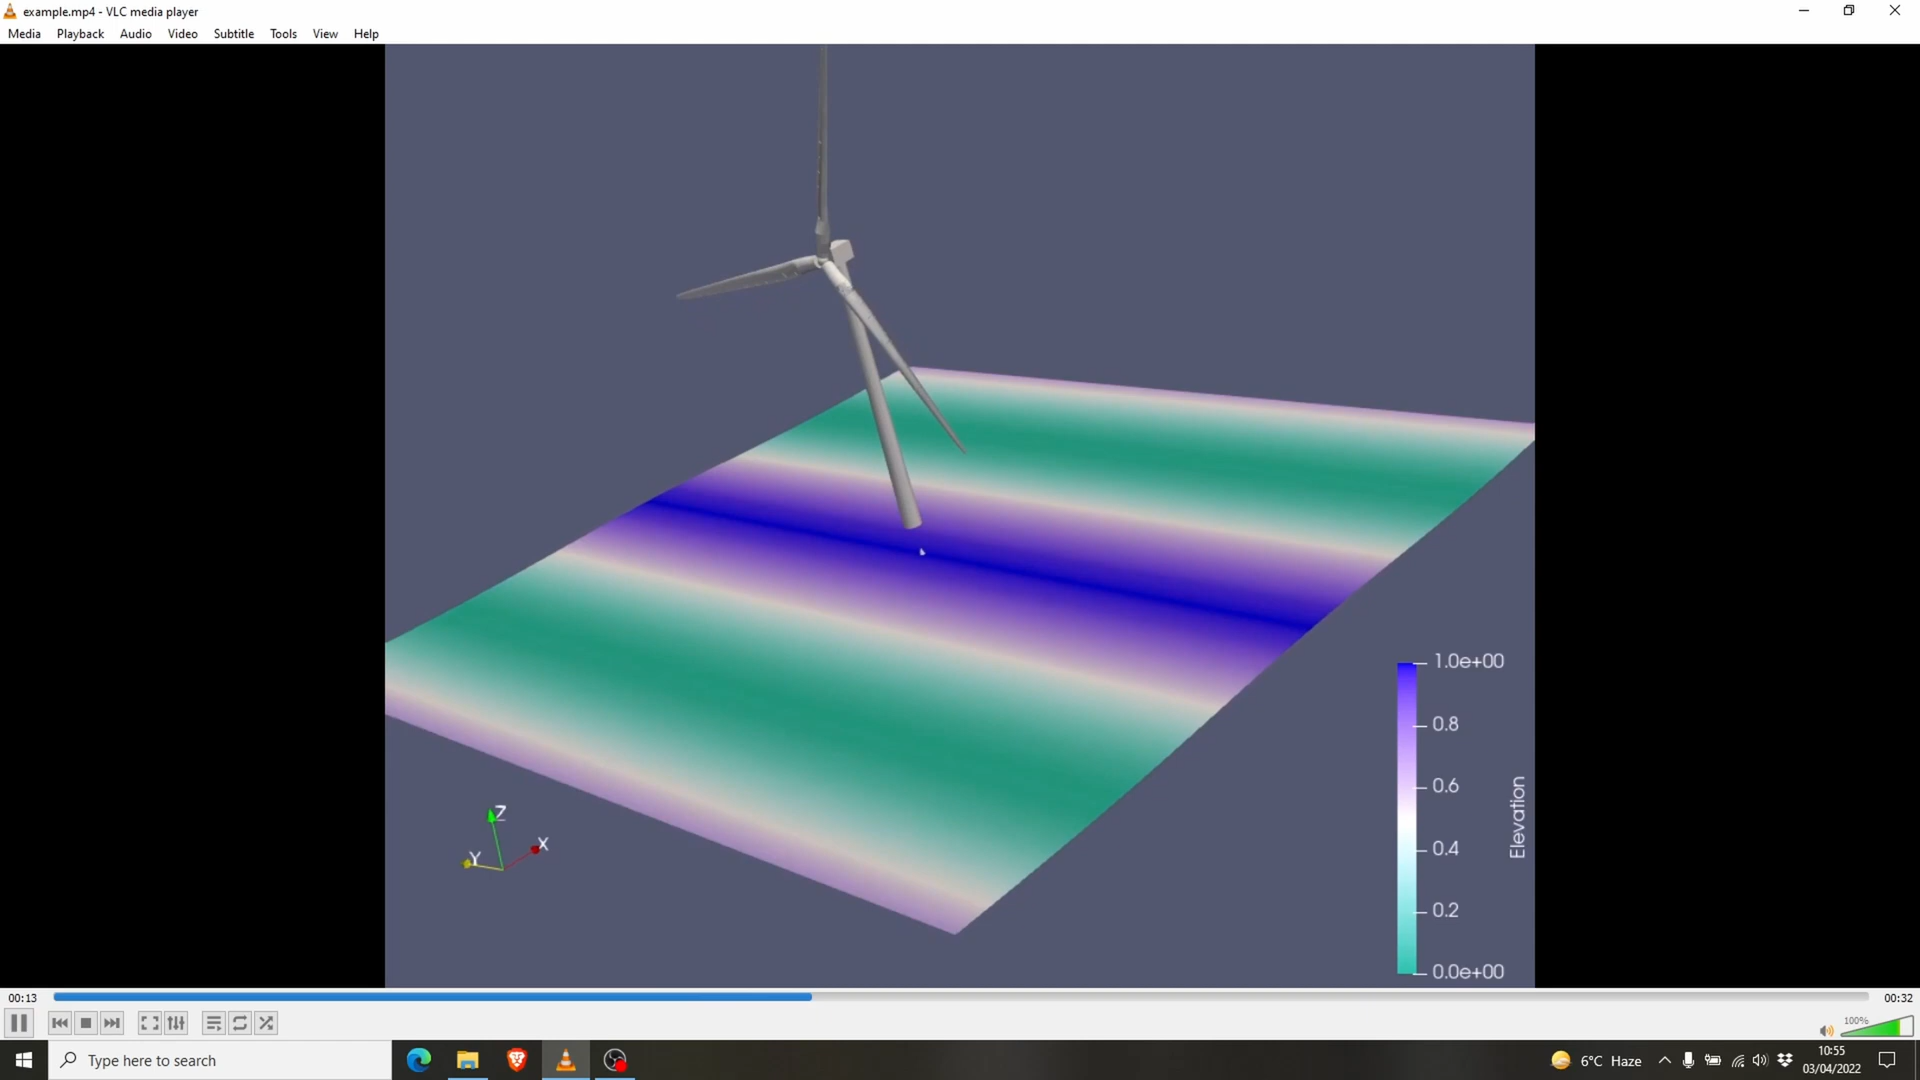 example.mp4 - VLC media player
Media Playback Audio Video Subtitle Tools View Help
1.0e+00
0.8
0.6
0.4
0.2
0.0e+00
Elevation
Z
X
Y
00:13
00:32
100%
Type here to search
6°C Haze
10:55
03/04/2022